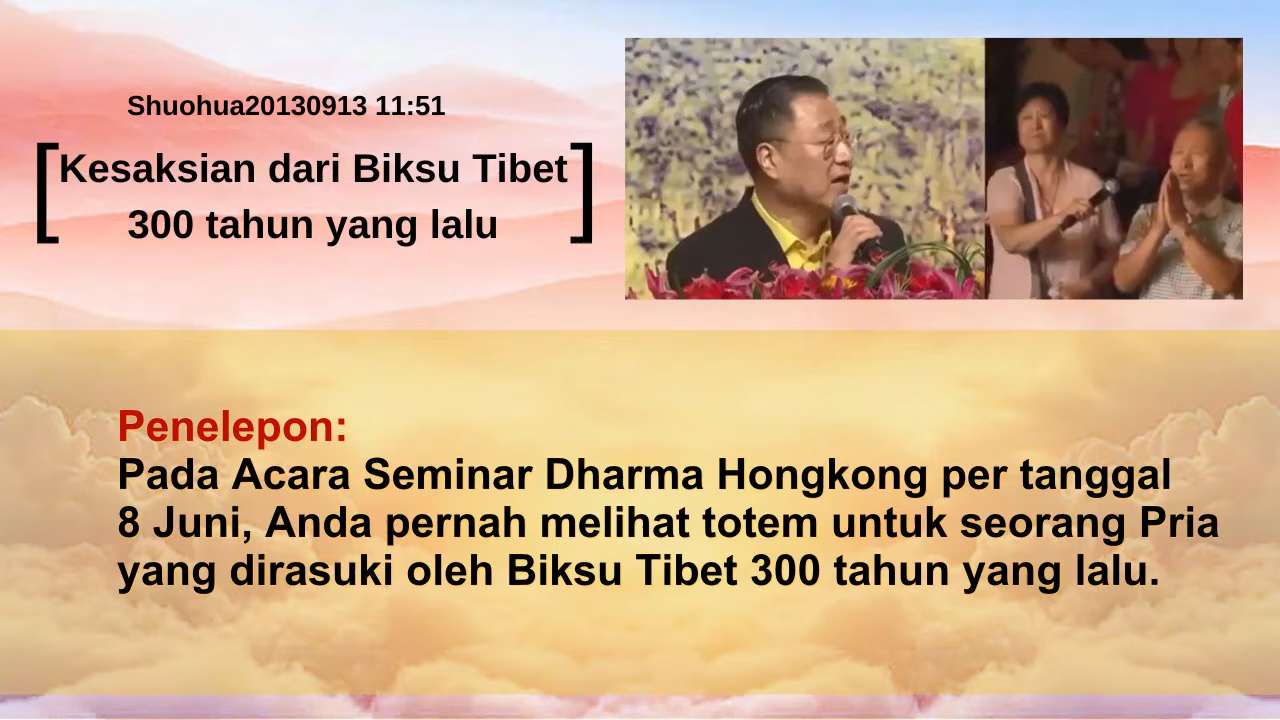 Shuohua20130913 11:51
[Kesaksian dari Biksu Tibet
300 tahun yang lalu]
Penelepon:
Pada Acara Seminar Dharma Hongkong per tanggal
8 Juni, Anda pernah melihat totem untuk seorang Pria
yang dirasuki oleh Biksu Tibet 300 tahun yang lalu.